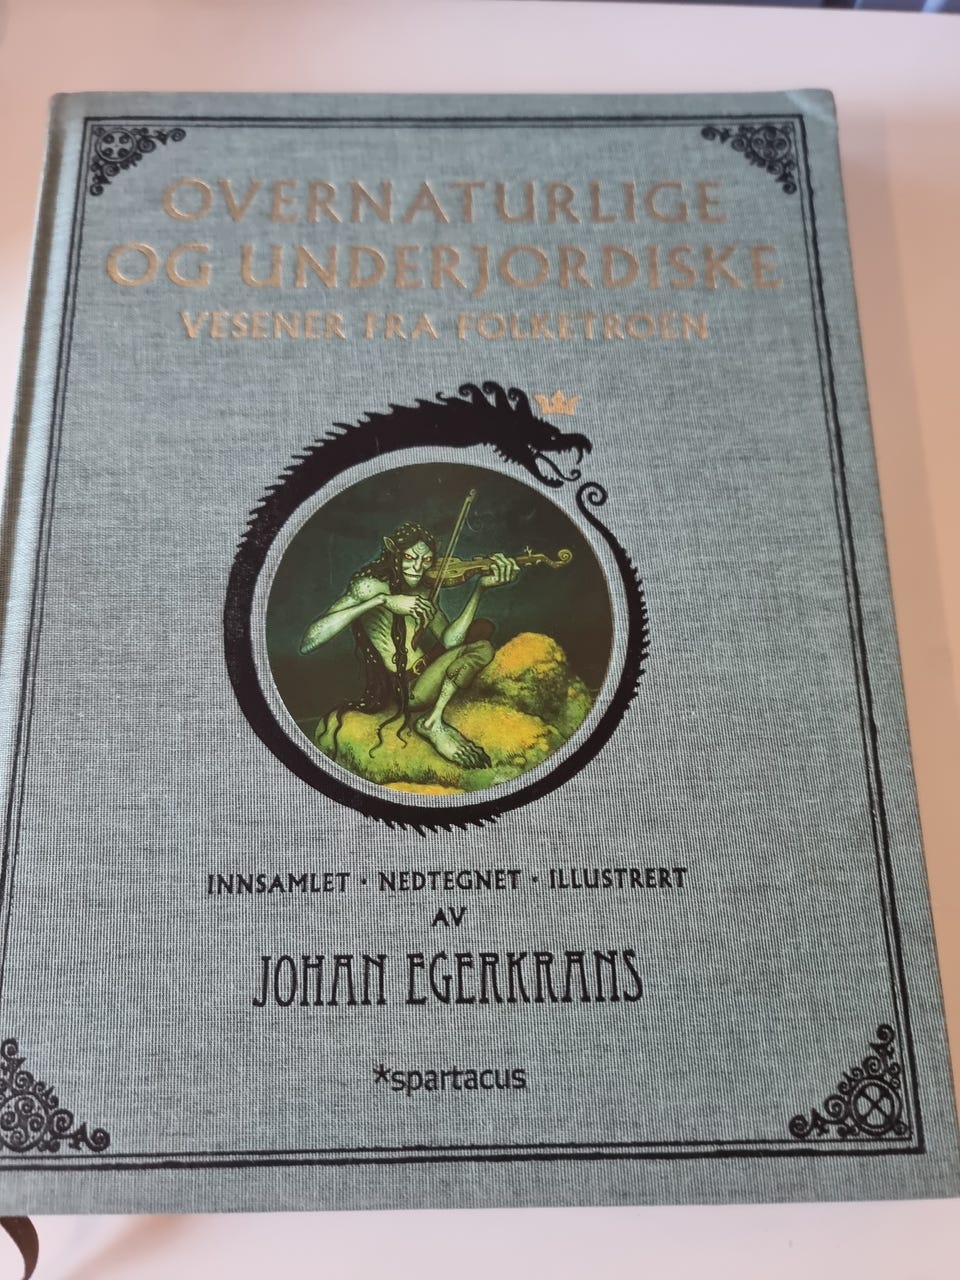 OVERNATURLIGE
OG UNDERJORDISKE
VESENER FRA FOLKETROEN
INNSAMLET · NEDTEGNET · ILLUSTRERT
AV
JOHAN EGERKRANS
*spartacus